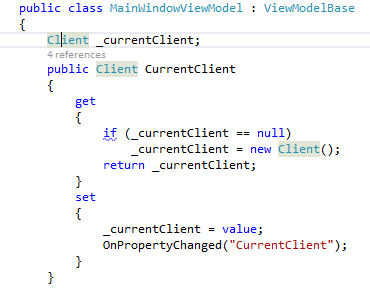 public class MainWindowViewModel : ViewModelBase
{
Client _currentClient;
4 references
public Client CurrentClient
{
get
{
if (_currentClient == null)
_currentClient = new Client();
return _currentClient;
}
set
{
_currentClient = value;
OnPropertyChanged("CurrentClient");
}
}